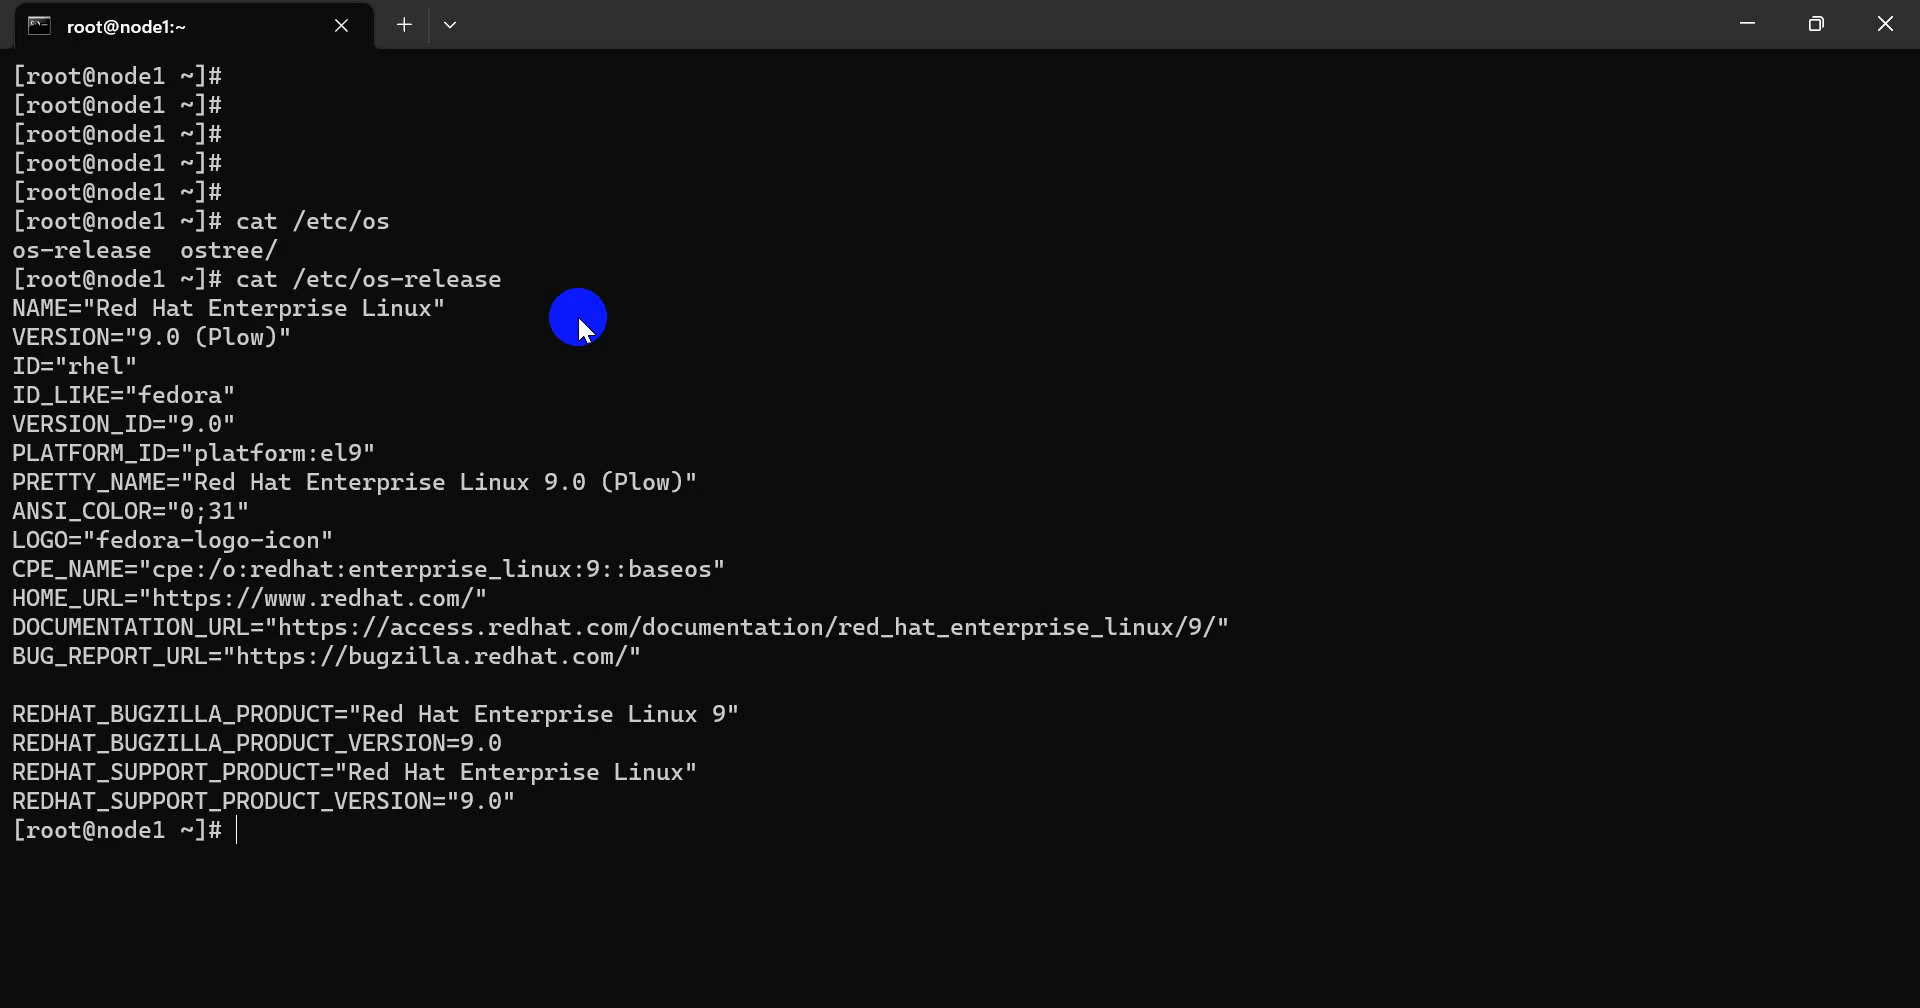 root@node1:~
[root@node1 ~]#
[root@node1 ~]#
[root@node1 ~]#
[root@node1 ~]#
[root@node1 ~]#
[root@node1 ~]# cat /etc/os
os-release  ostree/
[root@node1 ~]# cat /etc/os-release
NAME="Red Hat Enterprise Linux"
VERSION="9.0 (Plow)"
ID="rhel"
ID_LIKE="fedora"
VERSION_ID="9.0"
PLATFORM_ID="platform:el9"
PRETTY_NAME="Red Hat Enterprise Linux 9.0 (Plow)"
ANSI_COLOR="0;31"
LOGO="fedora-logo-icon"
CPE_NAME="cpe:/o:redhat:enterprise_linux:9::baseos"
HOME_URL="https://www.redhat.com/"
DOCUMENTATION_URL="https://access.redhat.com/documentation/red_hat_enterprise_linux/9/"
BUG_REPORT_URL="https://bugzilla.redhat.com/"

REDHAT_BUGZILLA_PRODUCT="Red Hat Enterprise Linux 9"
REDHAT_BUGZILLA_PRODUCT_VERSION=9.0
REDHAT_SUPPORT_PRODUCT="Red Hat Enterprise Linux"
REDHAT_SUPPORT_PRODUCT_VERSION="9.0"
[root@node1 ~]#